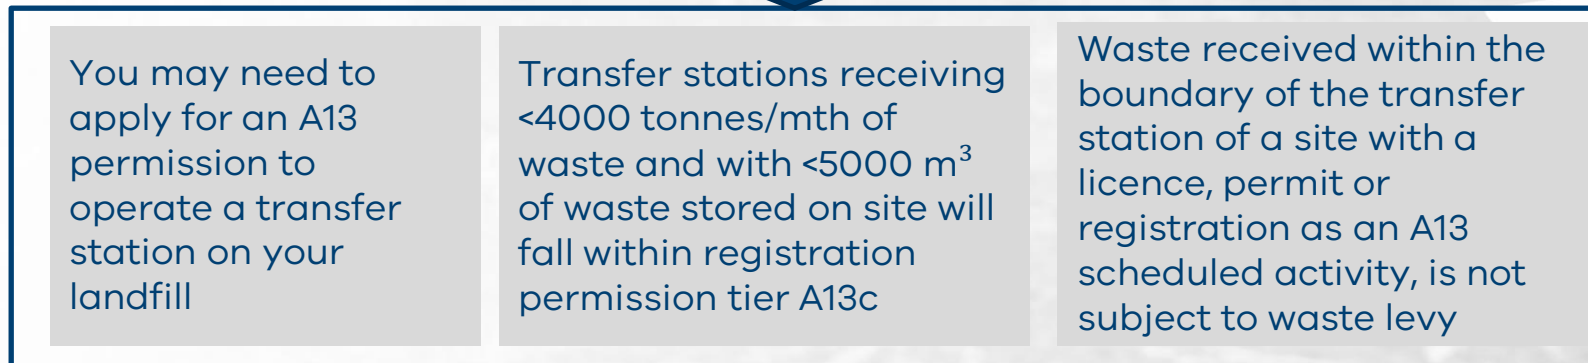 You may need to
apply for an A13
permission to
operate a transfer
station on your
landfill
Transfer stations receiving
<4000 tonnes/mth of
waste and with <5000 m³
of waste stored on site will
fall within registration
permission tier A13c
Waste received within the
boundary of the transfer
station of a site with a
licence, permit or
registration as an A13
scheduled activity, is not
subject to waste levy